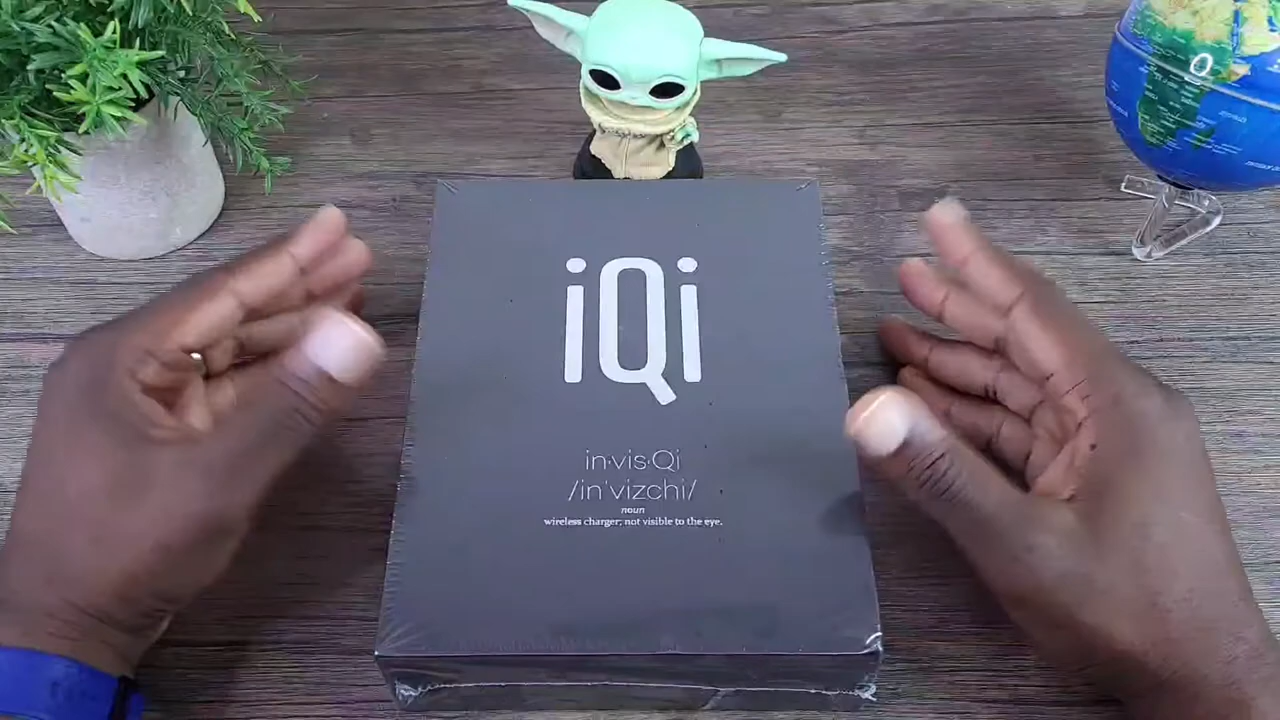 iQi
in·vis·Qi
/in'vizchi/
noun
wireless charger; not visible to the eye.